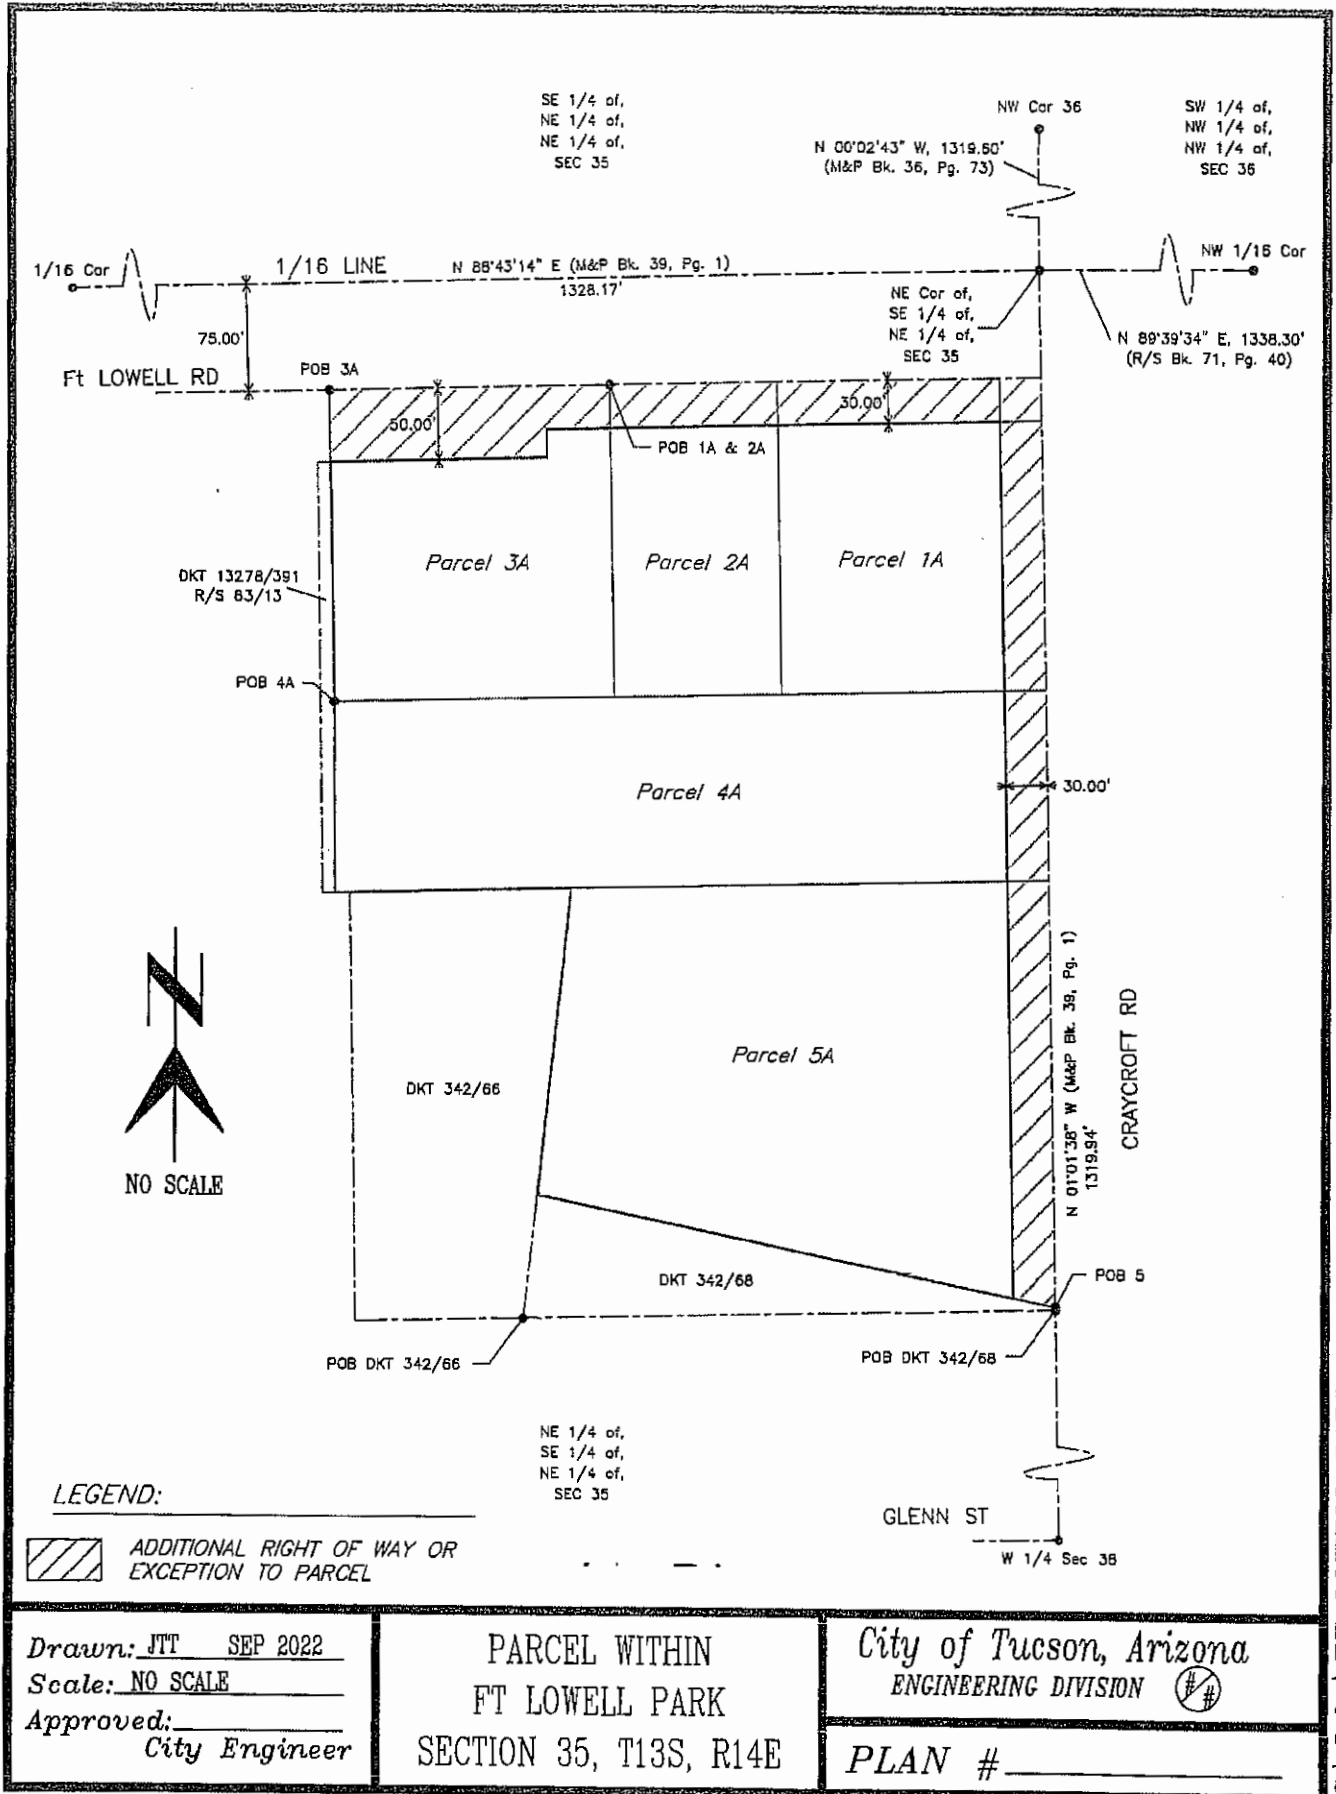 SE 1/4 of,
NE 1/4 of,
NE 1/4 of,
SEC 35
NW Cor 36
SW 1/4 of,
NW 1/4 of,
NW 1/4 of,
SEC 36
N 00°02'43" W, 1319.60'
(M&P Bk. 36, Pg. 73)
1/16 Cor
1/16 LINE
N 88°43'14" E (M&P Bk. 39, Pg. 1)
1328.17'
NW 1/16 Cor
NE Cor of,
SE 1/4 of,
NE 1/4 of,
SEC 35
N 89°39'34" E, 1338.30'
(R/S Bk. 71, Pg. 40)
75.00'
Ft LOWELL RD
POB 3A
50.00'
30.00'
POB 1A & 2A
Parcel 3A
Parcel 2A
Parcel 1A
DKT 13278/391
R/S 83/13
POB 4A
Parcel 4A
30.00'
N 01°01'38" W (M&P Bk. 39, Pg. 1)
1319.94'
CRAYCROFT RD
Parcel 5A
DKT 342/66
N
NO SCALE
DKT 342/68
POB 5
POB DKT 342/66
POB DKT 342/68
NE 1/4 of,
SE 1/4 of,
NE 1/4 of,
SEC 35
GLENN ST
W 1/4 Sec 36
LEGEND:
ADDITIONAL RIGHT OF WAY OR
EXCEPTION TO PARCEL
Drawn: JTT SEP 2022
Scale: NO SCALE
Approved:
City Engineer
PARCEL WITHIN
FT LOWELL PARK
SECTION 35, T13S, R14E
City of Tucson, Arizona
ENGINEERING DIVISION #/#
PLAN #